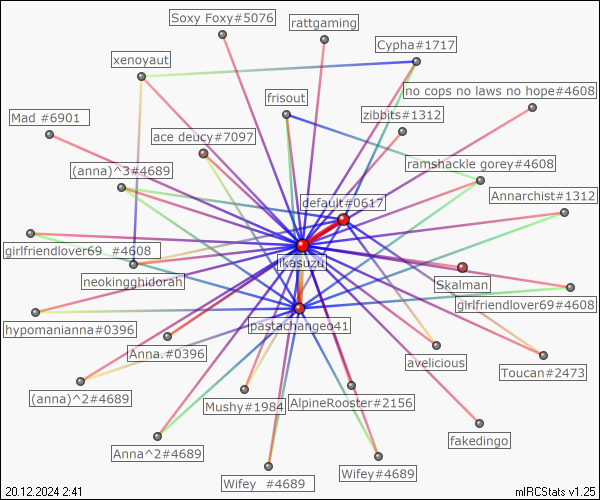 Soxy Foxy#5076
rattgaming
Cypha#1717
xenoyaut
no cops no laws no hope#4608
frisout
zibbits#1312
Mad #6901
ace deucy#7097
(anna)^3#4689
ramshackle gorey#4608
Annarchist#1312
default#0617
girlfriendlover69 #4608
ikasuzu
neokingghidorah
Skalman
girlfriendlover69#4608
hypomanianna#0396
pastachangeo41
Anna.#0396
avelicious
Toucan#2473
(anna)^2#4689
Mushy#1984
AlpineRooster#2156
fakedingo
Anna^2#4689
Wifey #4689
Wifey#4689
20.12.2024 2:41
mIRCStats v1.25